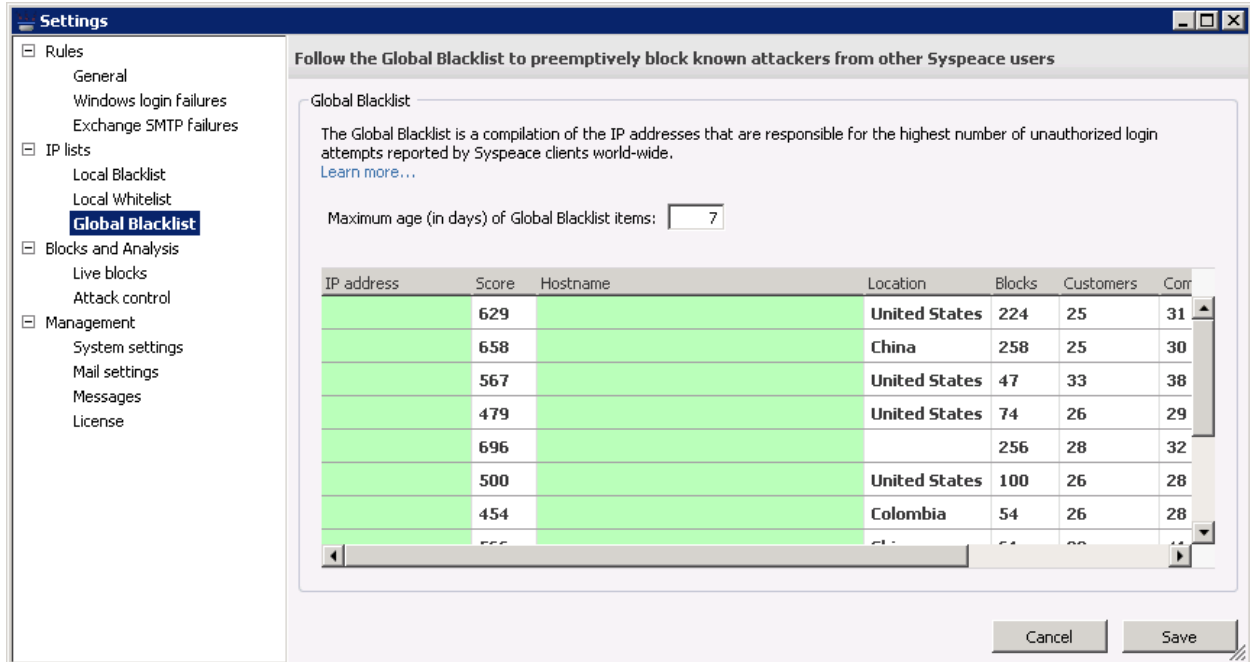 Settings
Rules
General
Windows login failures
Exchange SMTP failures
IP lists
Local Blacklist
Local Whitelist
Global Blacklist
Blocks and Analysis
Live blocks
Attack control
Management
System settings
Mail settings
Messages
License
Follow the Global Blacklist to preemptively block known attackers from other Syspeace users
Global Blacklist
The Global Blacklist is a compilation of the IP addresses that are responsible for the highest number of unauthorized login
attempts reported by Syspeace clients world-wide.
Learn more...
Maximum age (in days) of Global Blacklist items: 7
IP address Score Hostname Location Blocks Customers Com
629 United States 224 25 31
658 China 258 25 30
567 United States 47 33 38
479 United States 74 26 29
696 256 28 32
500 United States 100 26 28
454 Colombia 54 26 28
Cancel Save